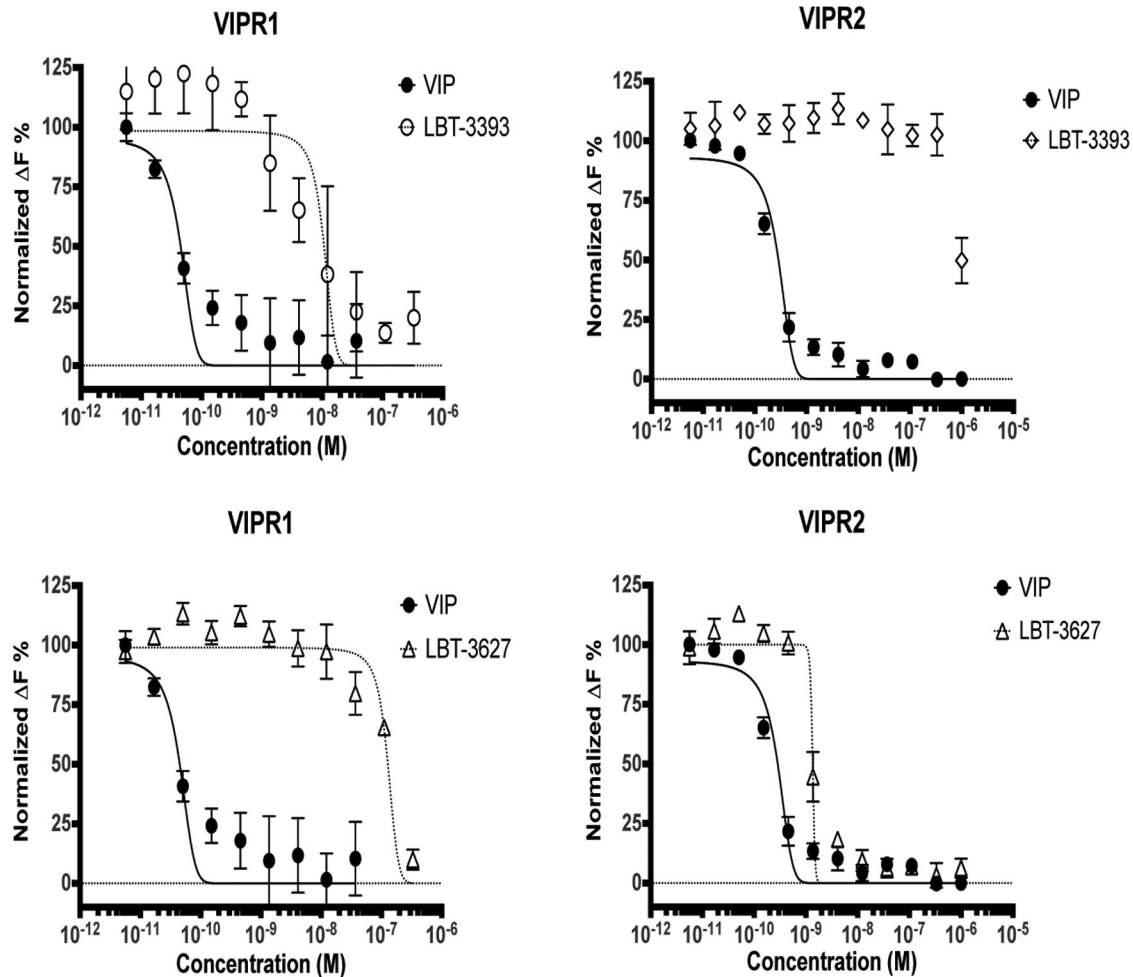 VIPR1
125
100
75
50
25
0
Normalized ΔF %
VIP
LBT-3393
10-12 10-11 10-10 10-9 10-8 10-7 10-6
Concentration (M)
VIPR2
125
100
75
50
25
0
Normalized ΔF %
VIP
LBT-3393
10-12 10-11 10-10 10-9 10-8 10-7 10-6 10-5
Concentration (M)
VIPR1
125
100
75
50
25
0
Normalized ΔF %
VIP
LBT-3627
10-12 10-11 10-10 10-9 10-8 10-7 10-6
Concentration (M)
VIPR2
125
100
75
50
25
0
Normalized ΔF %
VIP
LBT-3627
10-12 10-11 10-10 10-9 10-8 10-7 10-6 10-5
Concentration (M)